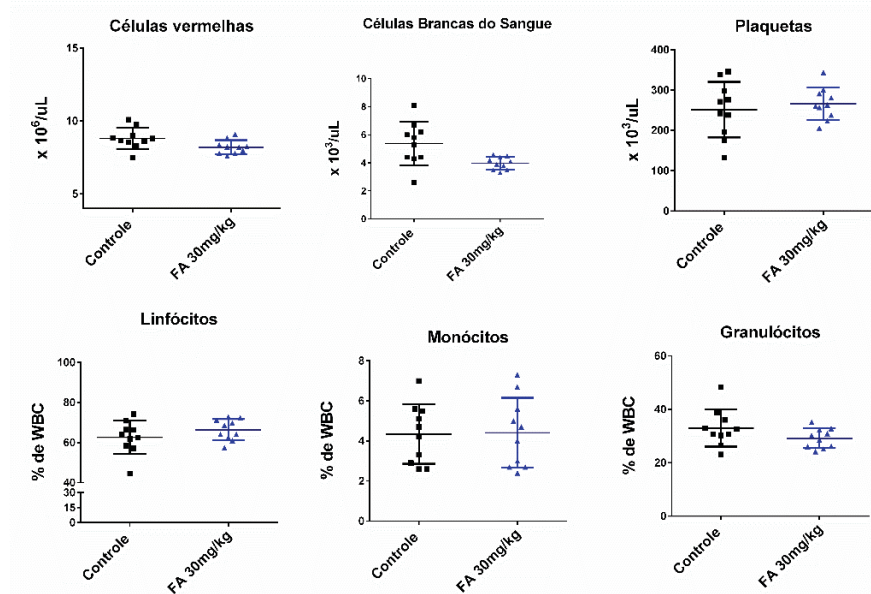 Células vermelhas
x 10⁶/uL
15
10
5
Controle
FA 30mg/kg
Células Brancas do Sangue
x 10³/uL
10
8
6
4
2
0
Controle
FA 30mg/kg
Plaquetas
x 10³/uL
400
300
200
100
0
Controle
FA 30mg/kg
Linfócitos
% de WBC
100
80
60
40
30
15
0
Controle
FA 30mg/kg
Monócitos
% de WBC
8
6
4
2
0
Controle
FA 30mg/kg
Granulócitos
% de WBC
60
40
20
0
Controle
FA 30mg/kg